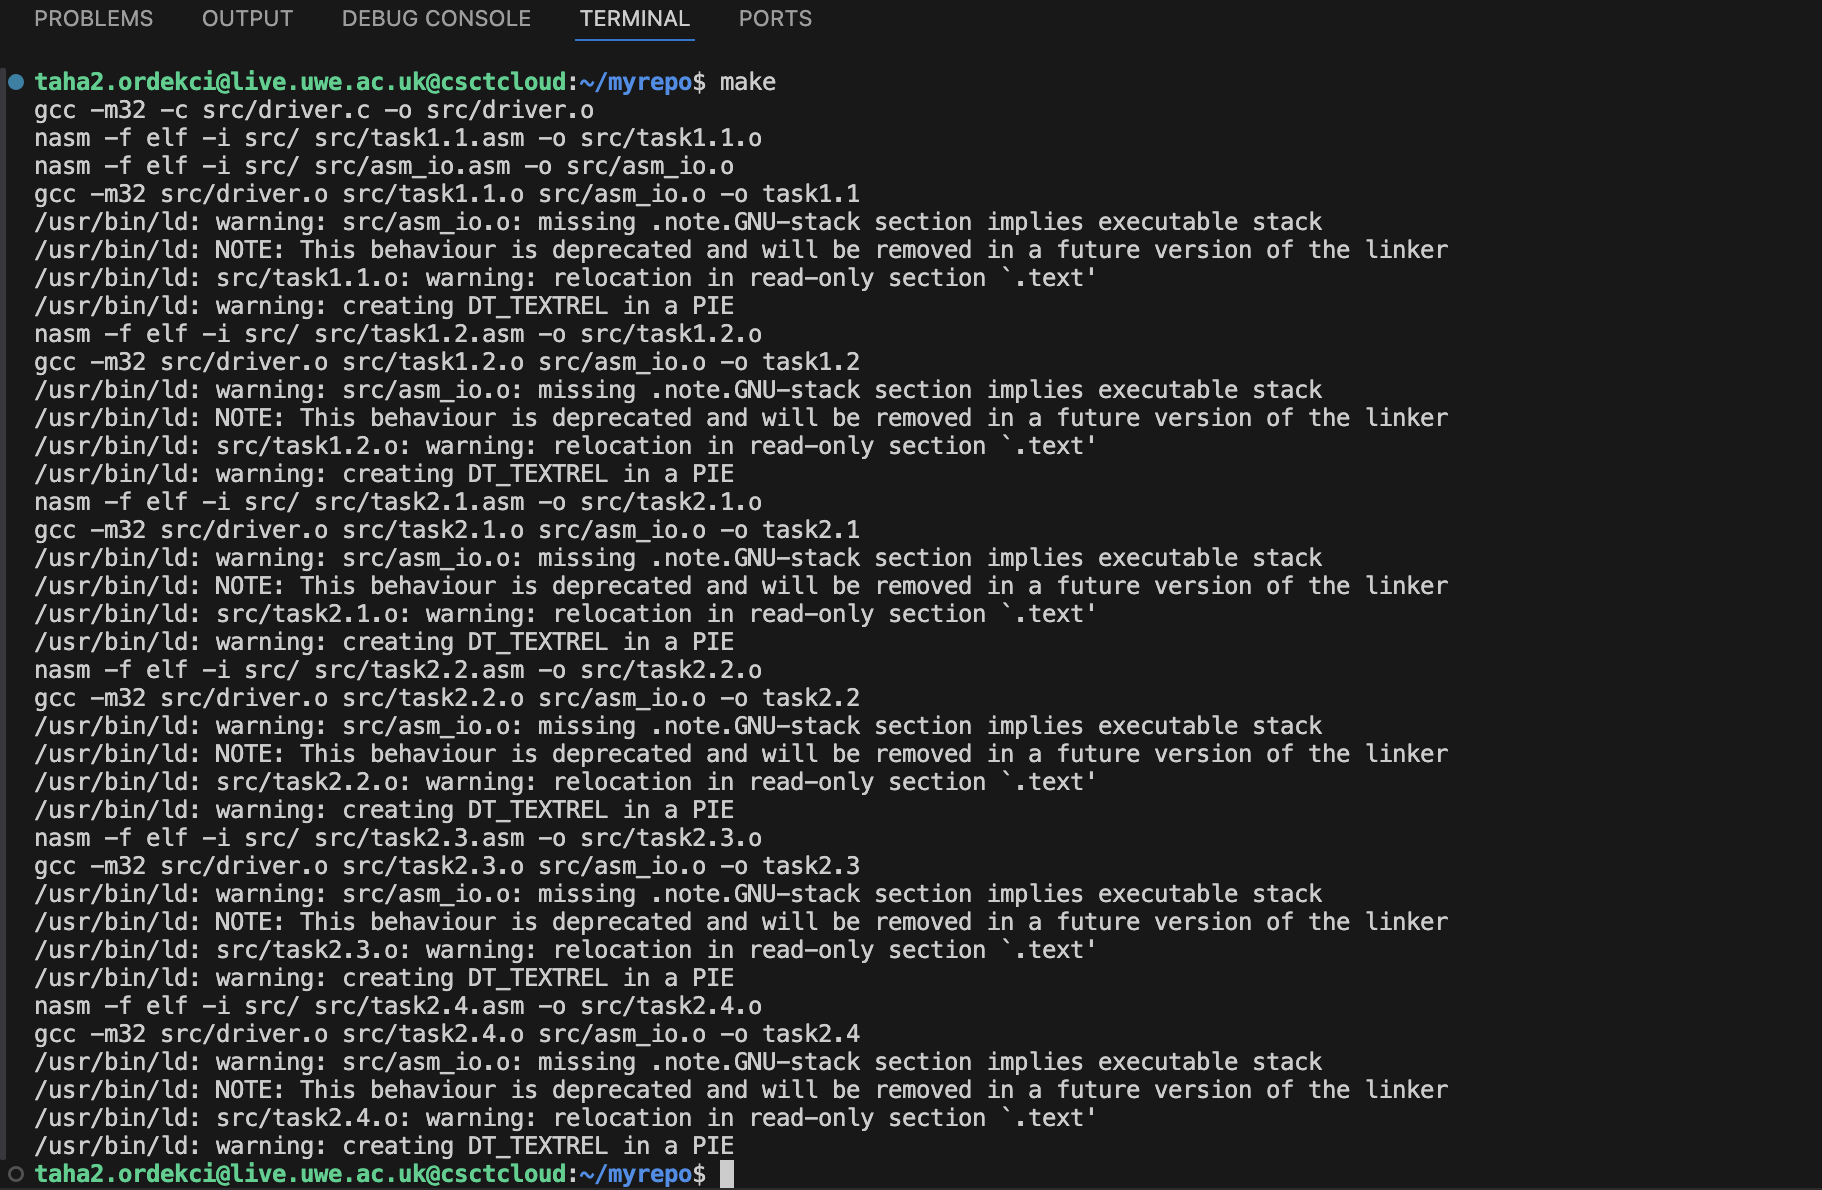 PROBLEMS OUTPUT DEBUG CONSOLE TERMINAL PORTS
taha2.ordekci@live.uwe.ac.uk@csctcloud:~/myrepo$ make
gcc -m32 -c src/driver.c -o src/driver.o
nasm -f elf -i src/ src/task1.1.asm -o src/task1.1.o
nasm -f elf -i src/ src/asm_io.asm -o src/asm_io.o
gcc -m32 src/driver.o src/task1.1.o src/asm_io.o -o task1.1
/usr/bin/ld: warning: src/asm_io.o: missing .note.GNU-stack section implies executable stack
/usr/bin/ld: NOTE: This behaviour is deprecated and will be removed in a future version of the linker
/usr/bin/ld: src/task1.1.o: warning: relocation in read-only section `.text'
/usr/bin/ld: warning: creating DT_TEXTREL in a PIE
nasm -f elf -i src/ src/task1.2.asm -o src/task1.2.o
gcc -m32 src/driver.o src/task1.2.o src/asm_io.o -o task1.2
/usr/bin/ld: warning: src/asm_io.o: missing .note.GNU-stack section implies executable stack
/usr/bin/ld: NOTE: This behaviour is deprecated and will be removed in a future version of the linker
/usr/bin/ld: src/task1.2.o: warning: relocation in read-only section `.text'
/usr/bin/ld: warning: creating DT_TEXTREL in a PIE
nasm -f elf -i src/ src/task2.1.asm -o src/task2.1.o
gcc -m32 src/driver.o src/task2.1.o src/asm_io.o -o task2.1
/usr/bin/ld: warning: src/asm_io.o: missing .note.GNU-stack section implies executable stack
/usr/bin/ld: NOTE: This behaviour is deprecated and will be removed in a future version of the linker
/usr/bin/ld: src/task2.1.o: warning: relocation in read-only section `.text'
/usr/bin/ld: warning: creating DT_TEXTREL in a PIE
nasm -f elf -i src/ src/task2.2.asm -o src/task2.2.o
gcc -m32 src/driver.o src/task2.2.o src/asm_io.o -o task2.2
/usr/bin/ld: warning: src/asm_io.o: missing .note.GNU-stack section implies executable stack
/usr/bin/ld: NOTE: This behaviour is deprecated and will be removed in a future version of the linker
/usr/bin/ld: src/task2.2.o: warning: relocation in read-only section `.text'
/usr/bin/ld: warning: creating DT_TEXTREL in a PIE
nasm -f elf -i src/ src/task2.3.asm -o src/task2.3.o
gcc -m32 src/driver.o src/task2.3.o src/asm_io.o -o task2.3
/usr/bin/ld: warning: src/asm_io.o: missing .note.GNU-stack section implies executable stack
/usr/bin/ld: NOTE: This behaviour is deprecated and will be removed in a future version of the linker
/usr/bin/ld: src/task2.3.o: warning: relocation in read-only section `.text'
/usr/bin/ld: warning: creating DT_TEXTREL in a PIE
nasm -f elf -i src/ src/task2.4.asm -o src/task2.4.o
gcc -m32 src/driver.o src/task2.4.o src/asm_io.o -o task2.4
/usr/bin/ld: warning: src/asm_io.o: missing .note.GNU-stack section implies executable stack
/usr/bin/ld: NOTE: This behaviour is deprecated and will be removed in a future version of the linker
/usr/bin/ld: src/task2.4.o: warning: relocation in read-only section `.text'
/usr/bin/ld: warning: creating DT_TEXTREL in a PIE
taha2.ordekci@live.uwe.ac.uk@csctcloud:~/myrepo$